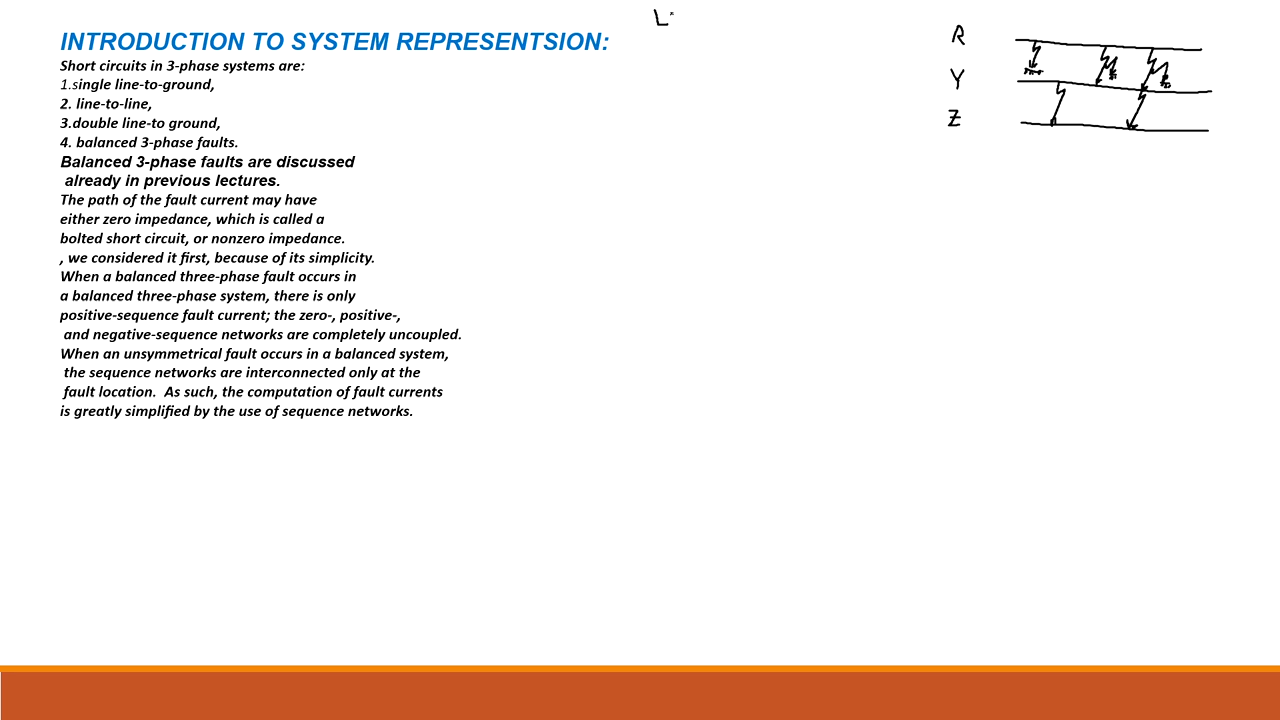 L
INTRODUCTION TO SYSTEM REPRESENTSION:
Short circuits in 3-phase systems are:
1.single line-to-ground,
2. line-to-line,
3.double line-to ground,
4. balanced 3-phase faults.
Balanced 3-phase faults are discussed
already in previous lectures.
The path of the fault current may have
either zero impedance, which is called a
bolted short circuit, or nonzero impedance.
, we considered it first, because of its simplicity.
When a balanced three-phase fault occurs in
a balanced three-phase system, there is only
positive-sequence fault current; the zero-, positive-,
and negative-sequence networks are completely uncoupled.
When an unsymmetrical fault occurs in a balanced system,
the sequence networks are interconnected only at the
fault location. As such, the computation of fault currents
is greatly simplified by the use of sequence networks.
R
Y
Z